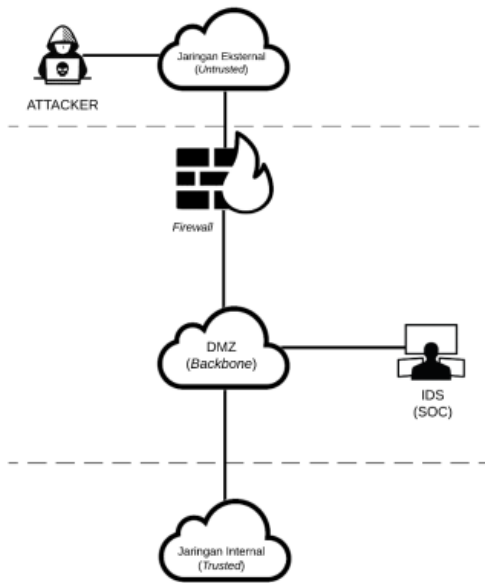 Jaringan Eksternal
(Untrusted)
ATTACKER
Firewall
DMZ
(Backbone)
IDS
(SOC)
Jaringan Internal
(Trusted)